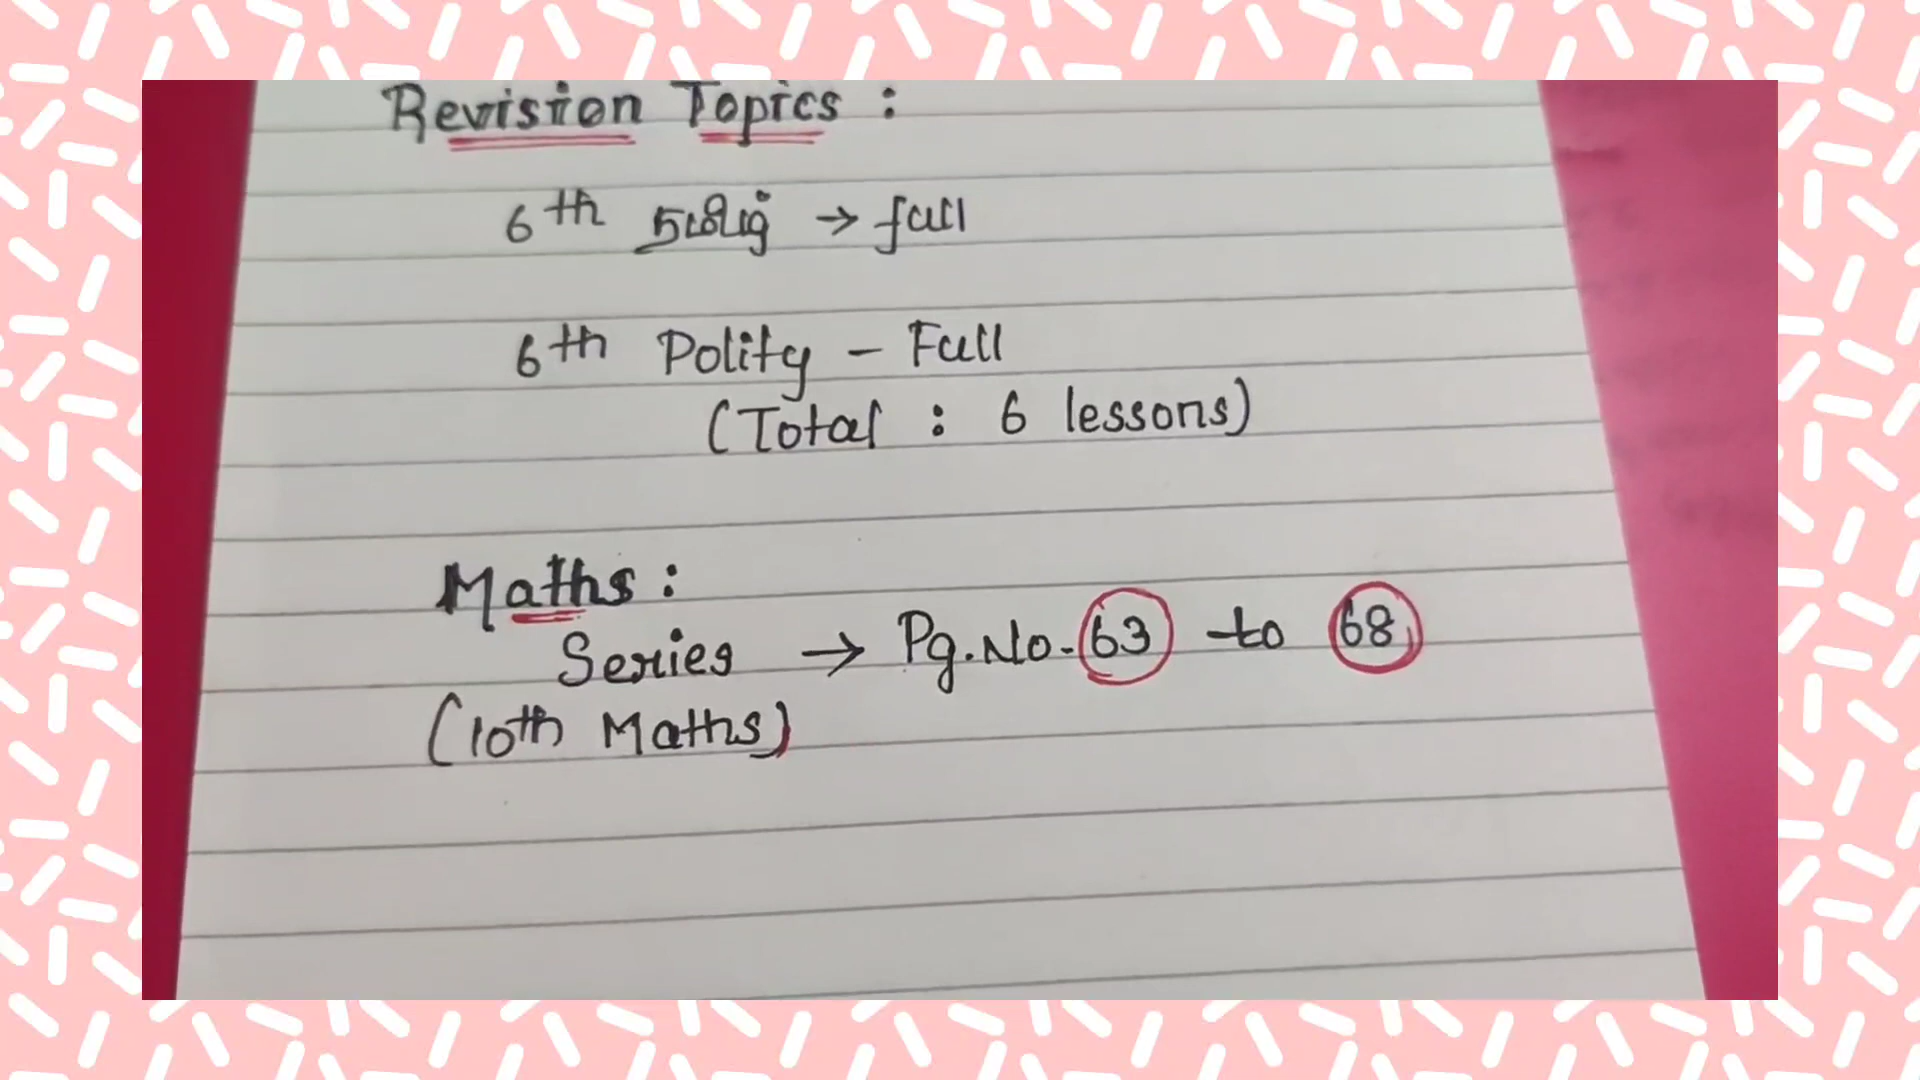 Revision Topics :
6th தமிழ் → full
6th Polity - Full
(Total : 6 lessons)
Maths :
Series → Pg.No. 63 to 68
(10th Maths)